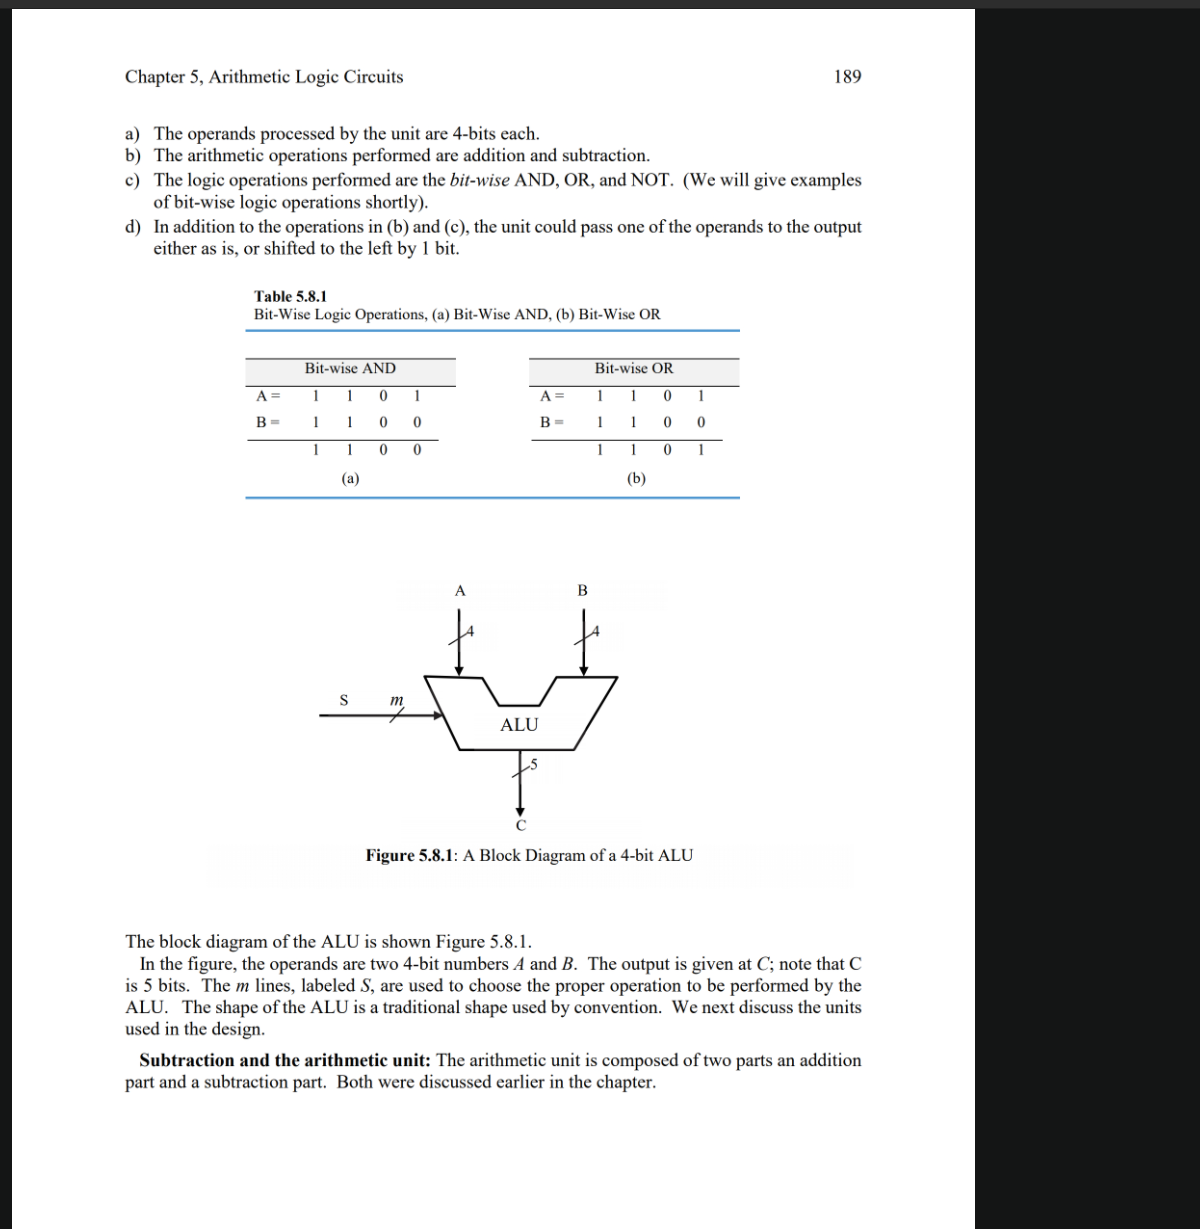 Chapter 5, Arithmetic Logic Circuits 189
a) The operands processed by the unit are 4-bits each.
b) The arithmetic operations performed are addition and subtraction.
c) The logic operations performed are the bit-wise AND, OR, and NOT. (We will give examples
of bit-wise logic operations shortly).
d) In addition to the operations in (b) and (c), the unit could pass one of the operands to the output
either as is, or shifted to the left by 1 bit.
Table 5.8.1
Bit-Wise Logic Operations, (a) Bit-Wise AND, (b) Bit-Wise OR
Bit-wise AND Bit-wise OR
A = 1 1 0 1 A = 1 1 0 1
B = 1 1 0 0 B = 1 1 0 0
1 1 0 0 1 1 0 1
(a) (b)
A B
4 4
S m
ALU
5
C
Figure 5.8.1: A Block Diagram of a 4-bit ALU
The block diagram of the ALU is shown Figure 5.8.1.
In the figure, the operands are two 4-bit numbers A and B. The output is given at C; note that C
is 5 bits. The m lines, labeled S, are used to choose the proper operation to be performed by the
ALU. The shape of the ALU is a traditional shape used by convention. We next discuss the units
used in the design.
Subtraction and the arithmetic unit: The arithmetic unit is composed of two parts an addition
part and a subtraction part. Both were discussed earlier in the chapter.